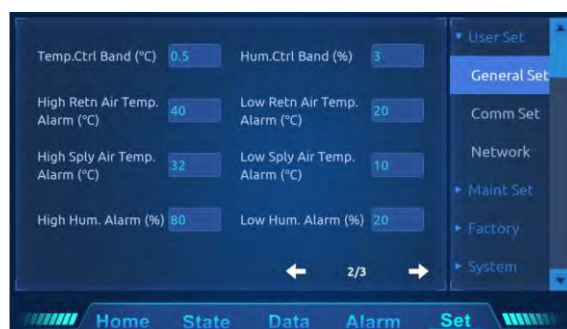 Temp.Ctrl Band (°C) 0.5 Hum.Ctrl Band (%) 3
High Retn Air Temp. Alarm (°C) 40 Low Retn Air Temp. Alarm (°C) 20
High Sply Air Temp. Alarm (°C) 32 Low Sply Air Temp. Alarm (°C) 10
High Hum. Alarm (%) 80 Low Hum. Alarm (%) 20
2/3
User Set
General Set
Comm Set
Network
Maint Set
Factory
System
Home State Data Alarm Set